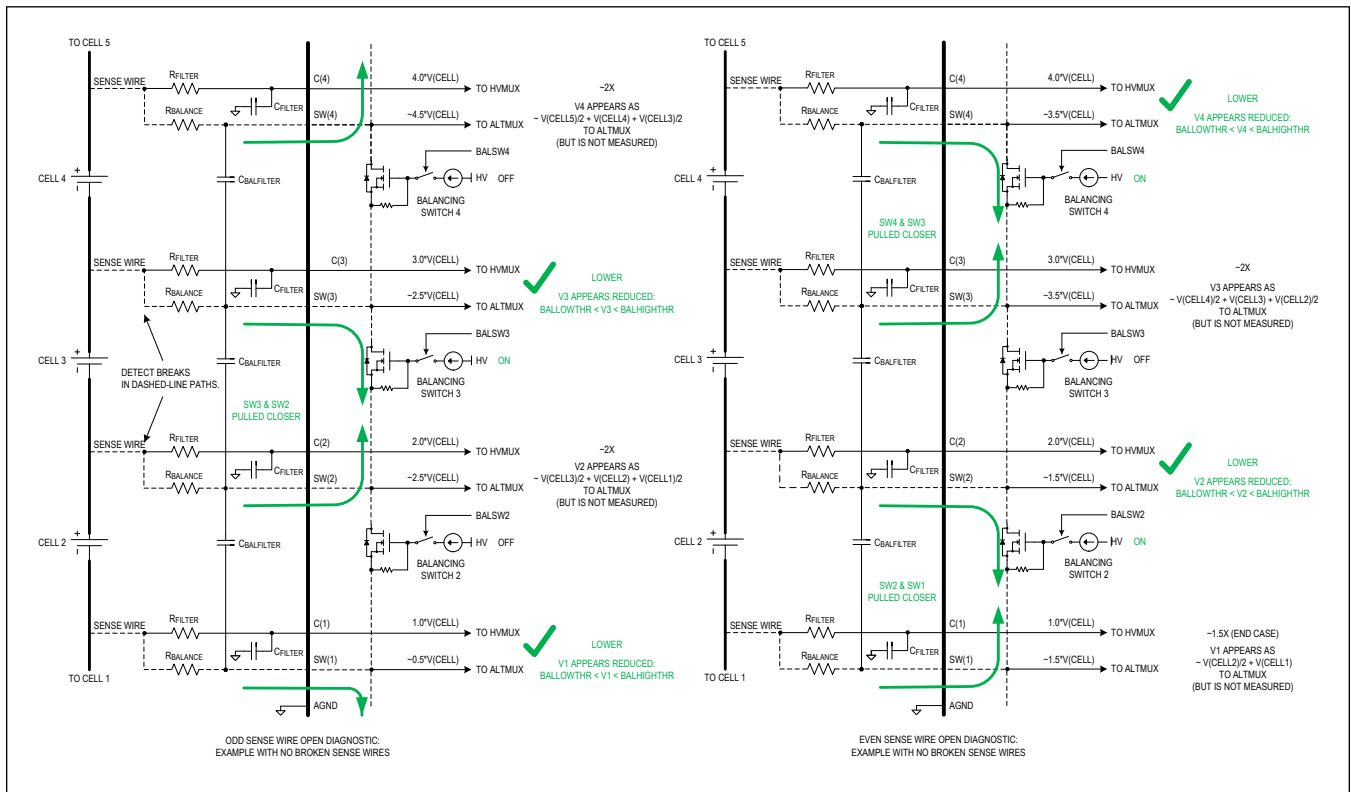 TO CELL 5
SENSE WIRE
RFILTER
C(4)
4.0*V(CELL)
TO HVMUX
CFILTER
RBALANCE
SW(4)
~4.5*V(CELL)
TO ALTMUX
~2X
V4 APPEARS AS
~ V(CELL5)/2 + V(CELL4) + V(CELL3)/2
TO ALTMUX
(BUT IS NOT MEASURED)
BALSW4
CELL 4
+
-
CBALFILTER
HV OFF
BALANCING
SWITCH 4
SENSE WIRE
RFILTER
C(3)
3.0*V(CELL)
TO HVMUX
CFILTER
RBALANCE
SW(3)
~2.5*V(CELL)
TO ALTMUX
LOWER
V3 APPEARS REDUCED:
BALLOWTHR < V3 < BALHIGHTHR
BALSW3
CELL 3
+
-
DETECT BREAKS
IN DASHED-LINE PATHS.
CBALFILTER
HV ON
BALANCING
SWITCH 3
SW3 & SW2
PULLED CLOSER
SENSE WIRE
RFILTER
C(2)
2.0*V(CELL)
TO HVMUX
CFILTER
RBALANCE
SW(2)
~2.5*V(CELL)
TO ALTMUX
~2X
V2 APPEARS AS
~ V(CELL3)/2 + V(CELL2) + V(CELL1)/2
TO ALTMUX
(BUT IS NOT MEASURED)
BALSW2
CELL 2
+
-
CBALFILTER
HV OFF
BALANCING
SWITCH 2
SENSE WIRE
RFILTER
C(1)
1.0*V(CELL)
TO HVMUX
CFILTER
RBALANCE
SW(1)
~0.5*V(CELL)
TO ALTMUX
LOWER
V1 APPEARS REDUCED:
BALLOWTHR < V1 < BALHIGHTHR
TO CELL 1
AGND
ODD SENSE WIRE OPEN DIAGNOSTIC:
EXAMPLE WITH NO BROKEN SENSE WIRES
TO CELL 5
SENSE WIRE
RFILTER
C(4)
4.0*V(CELL)
TO HVMUX
CFILTER
RBALANCE
SW(4)
~3.5*V(CELL)
TO ALTMUX
LOWER
V4 APPEARS REDUCED:
BALLOWTHR < V4 < BALHIGHTHR
BALSW4
CELL 4
+
-
CBALFILTER
HV ON
BALANCING
SWITCH 4
SW4 & SW3
PULLED CLOSER
SENSE WIRE
RFILTER
C(3)
3.0*V(CELL)
TO HVMUX
CFILTER
RBALANCE
SW(3)
~3.5*V(CELL)
TO ALTMUX
~2X
V3 APPEARS AS
~ V(CELL4)/2 + V(CELL3) + V(CELL2)/2
TO ALTMUX
(BUT IS NOT MEASURED)
BALSW3
CELL 3
+
-
CBALFILTER
HV OFF
BALANCING
SWITCH 3
SENSE WIRE
RFILTER
C(2)
2.0*V(CELL)
TO HVMUX
CFILTER
RBALANCE
SW(2)
~1.5*V(CELL)
TO ALTMUX
LOWER
V2 APPEARS REDUCED:
BALLOWTHR < V2 < BALHIGHTHR
BALSW2
CELL 2
+
-
CBALFILTER
HV ON
BALANCING
SWITCH 2
SW2 & SW1
PULLED CLOSER
SENSE WIRE
RFILTER
C(1)
1.0*V(CELL)
TO HVMUX
CFILTER
RBALANCE
SW(1)
~1.5*V(CELL)
TO ALTMUX
~1.5X (END CASE)
V1 APPEARS AS
~ V(CELL2)/2 + V(CELL1)
TO ALTMUX
(BUT IS NOT MEASURED)
TO CELL 1
AGND
EVEN SENSE WIRE OPEN DIAGNOSTIC:
EXAMPLE WITH NO BROKEN SENSE WIRES